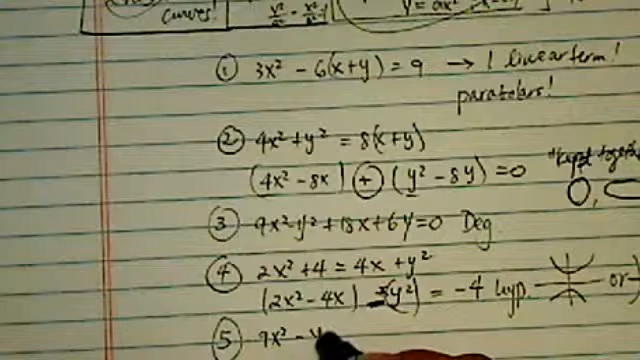 curves!
① 3x² - 6(x+y) = 9 → 1 linear term!
parabolars!
② 4x² + y² = 8(x+y)
(4x² - 8x) + (y² - 8y) = 0
③ 9x² - y² + 18x + 6y = 0 Deg
④ 2x² + 4 = 4x + y²
(2x² - 4x) - (y²) = -4 hyp. or
⑤ 9x² -